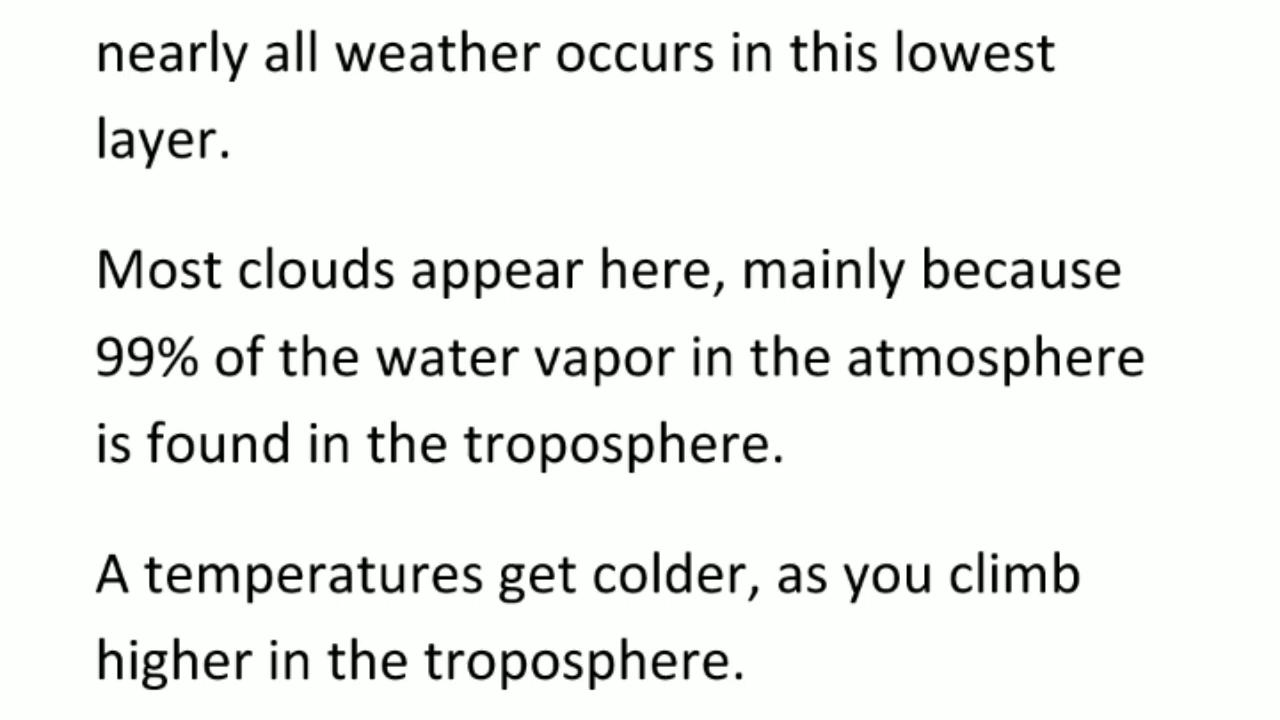 nearly all weather occurs in this lowest
layer.
Most clouds appear here, mainly because
99% of the water vapor in the atmosphere
is found in the troposphere.
A temperatures get colder, as you climb
higher in the troposphere.